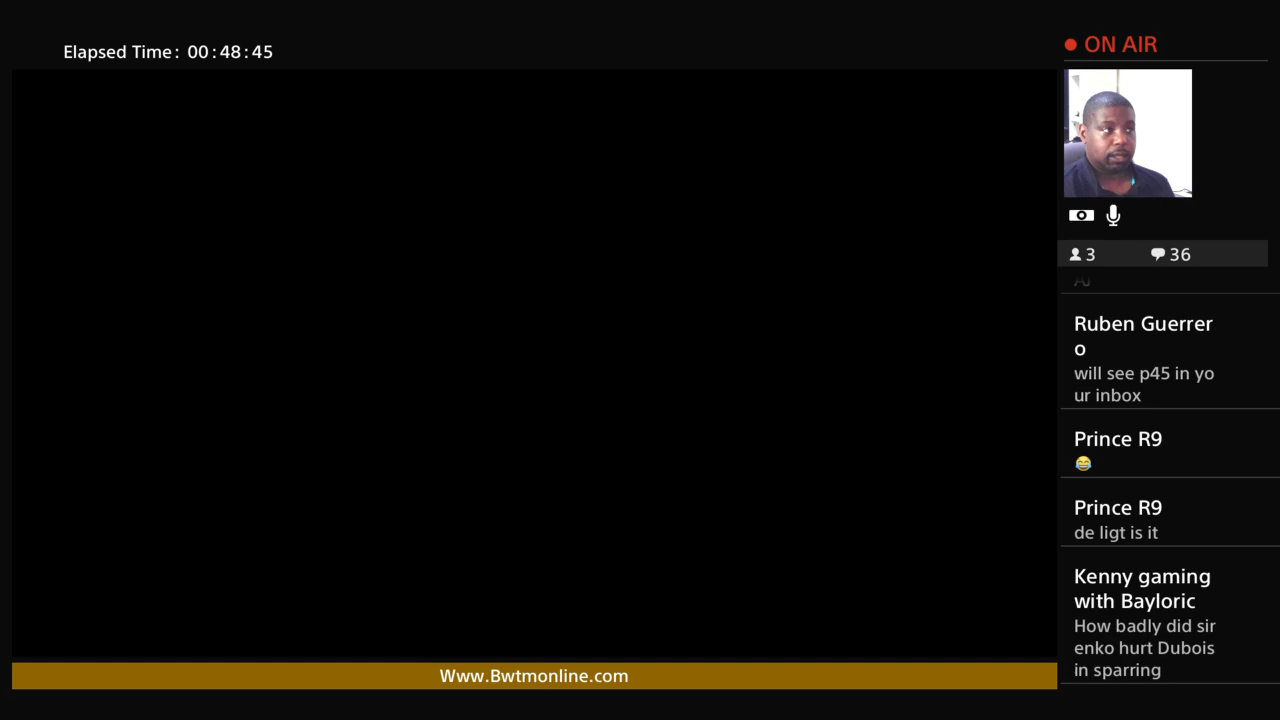 Elapsed Time: 00:48:45
ON AIR
3 36
AJ
Ruben Guerrer
o
will see p45 in yo
ur inbox
Prince R9
😂
Prince R9
de ligt is it
Kenny gaming
with Bayloric
How badly did sir
enko hurt Dubois
in sparring
Www.Bwtmonline.com